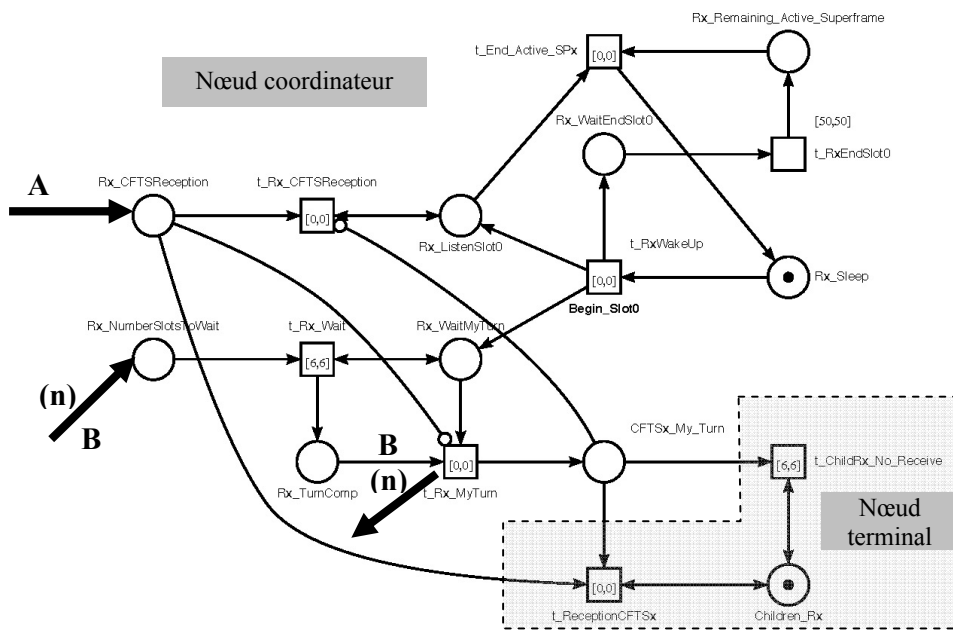 Rx_Remaining_Active_Superframe
t_End_Active_SPx
[0,0]
Nœud coordinateur
Rx_WaitEndSlot0
[50,50]
t_RxEndSlot0
A
Rx_CFTSReception
t_Rx_CFTSReception
[0,0]
Rx_ListenSlot0
t_RxWakeUp
[0,0]
Rx_Sleep
Begin_Slot0
Rx_NumberSlotsToWait
t_Rx_Wait
Rx_WaitMyTurn
[6,6]
(n)
B
CFTSx_My_Turn
B
[0,0]
[6,6]
t_ChildRx_No_Receive
Rx_TurnComp
(n)
t_Rx_MyTurn
Nœud
terminal
[0,0]
t_ReceptionCFTSx
Children_Rx